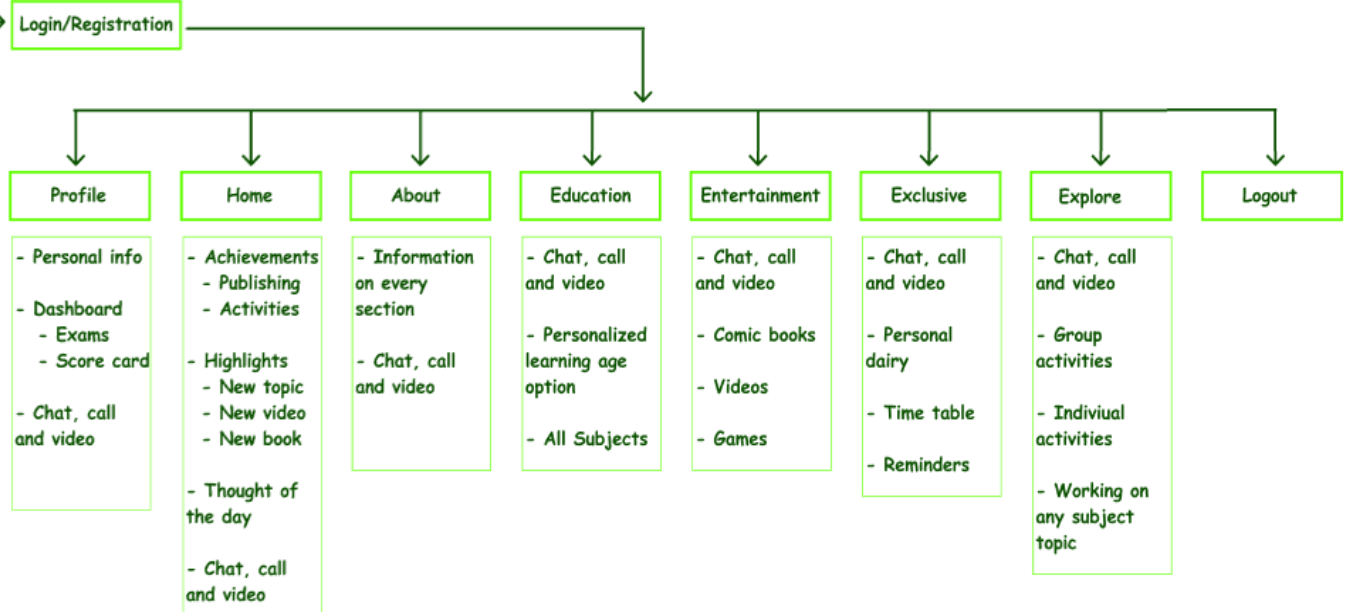 Login/Registration
Profile
Home
About
Education
Entertainment
Exclusive
Explore
Logout
- Personal info
- Dashboard
- Exams
- Score card
- Chat, call
and video
- Achievements
- Publishing
- Activities
- Highlights
- New topic
- New video
- New book
- Thought of
the day
- Chat, call
and video
- Information
on every
section
- Chat, call
and video
- Chat, call
and video
- Personalized
learning age
option
- All Subjects
- Chat, call
and video
- Comic books
- Videos
- Games
- Chat, call
and video
- Personal
dairy
- Time table
- Reminders
- Chat, call
and video
- Group
activities
- Indiviual
activities
- Working on
any subject
topic